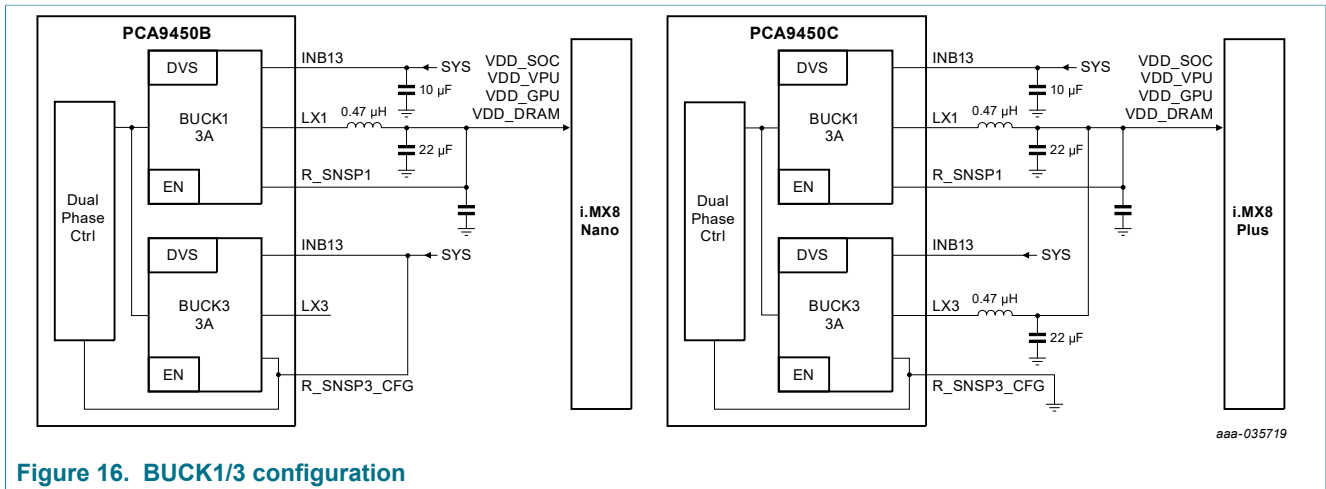 PCA9450B
DVS
BUCK1
3A
EN
Dual
Phase
Ctrl
DVS
BUCK3
3A
EN
INB13
SYS
10 µF
LX1
0.47 µH
22 µF
R_SNSP1
INB13
SYS
LX3
R_SNSP3_CFG
VDD_SOC
VDD_VPU
VDD_GPU
VDD_DRAM
i.MX8
Nano
PCA9450C
DVS
BUCK1
3A
EN
Dual
Phase
Ctrl
DVS
BUCK3
3A
EN
INB13
SYS
10 µF
LX1
0.47 µH
22 µF
R_SNSP1
INB13
SYS
LX3
0.47 µH
22 µF
R_SNSP3_CFG
VDD_SOC
VDD_VPU
VDD_GPU
VDD_DRAM
i.MX8
Plus
aaa-035719
Figure 16. BUCK1/3 configuration